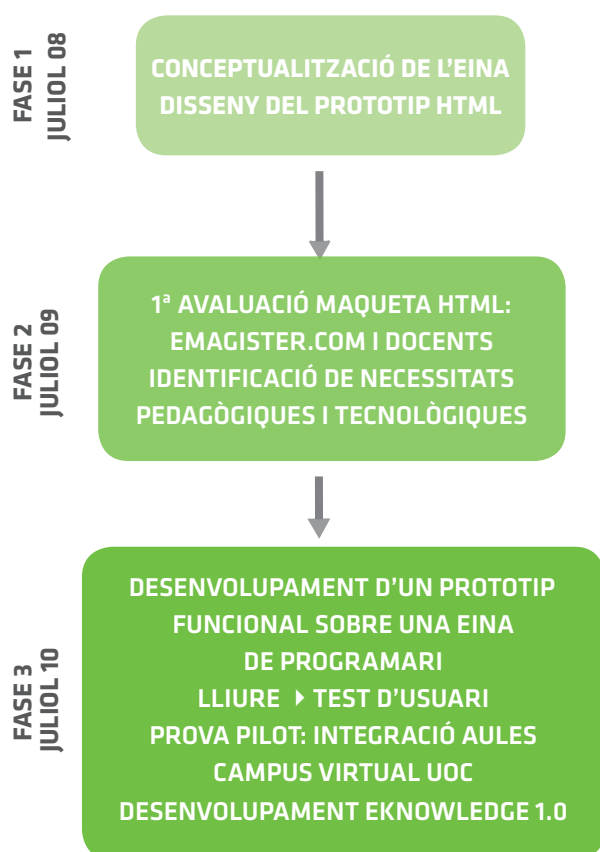 FASE 1
JULIOL 08
CONCEPTUALITZACIÓ DE L’EINA
DISSENY DEL PROTOTIP HTML
FASE 2
JULIOL 09
1ª AVALUACIÓ MAQUETA HTML:
EMAGISTER.COM I DOCENTS
IDENTIFICACIÓ DE NECESSITATS
PEDAGÒGIQUES I TECNOLÒGIQUES
FASE 3
JULIOL 10
DESENVOLUPAMENT D’UN PROTOTIP
FUNCIONAL SOBRE UNA EINA
DE PROGRAMARI
LLIURE ▸ TEST D’USUARI
PROVA PILOT: INTEGRACIÓ AULES
CAMPUS VIRTUAL UOC
DESENVOLUPAMENT EKNOWLEDGE 1.0